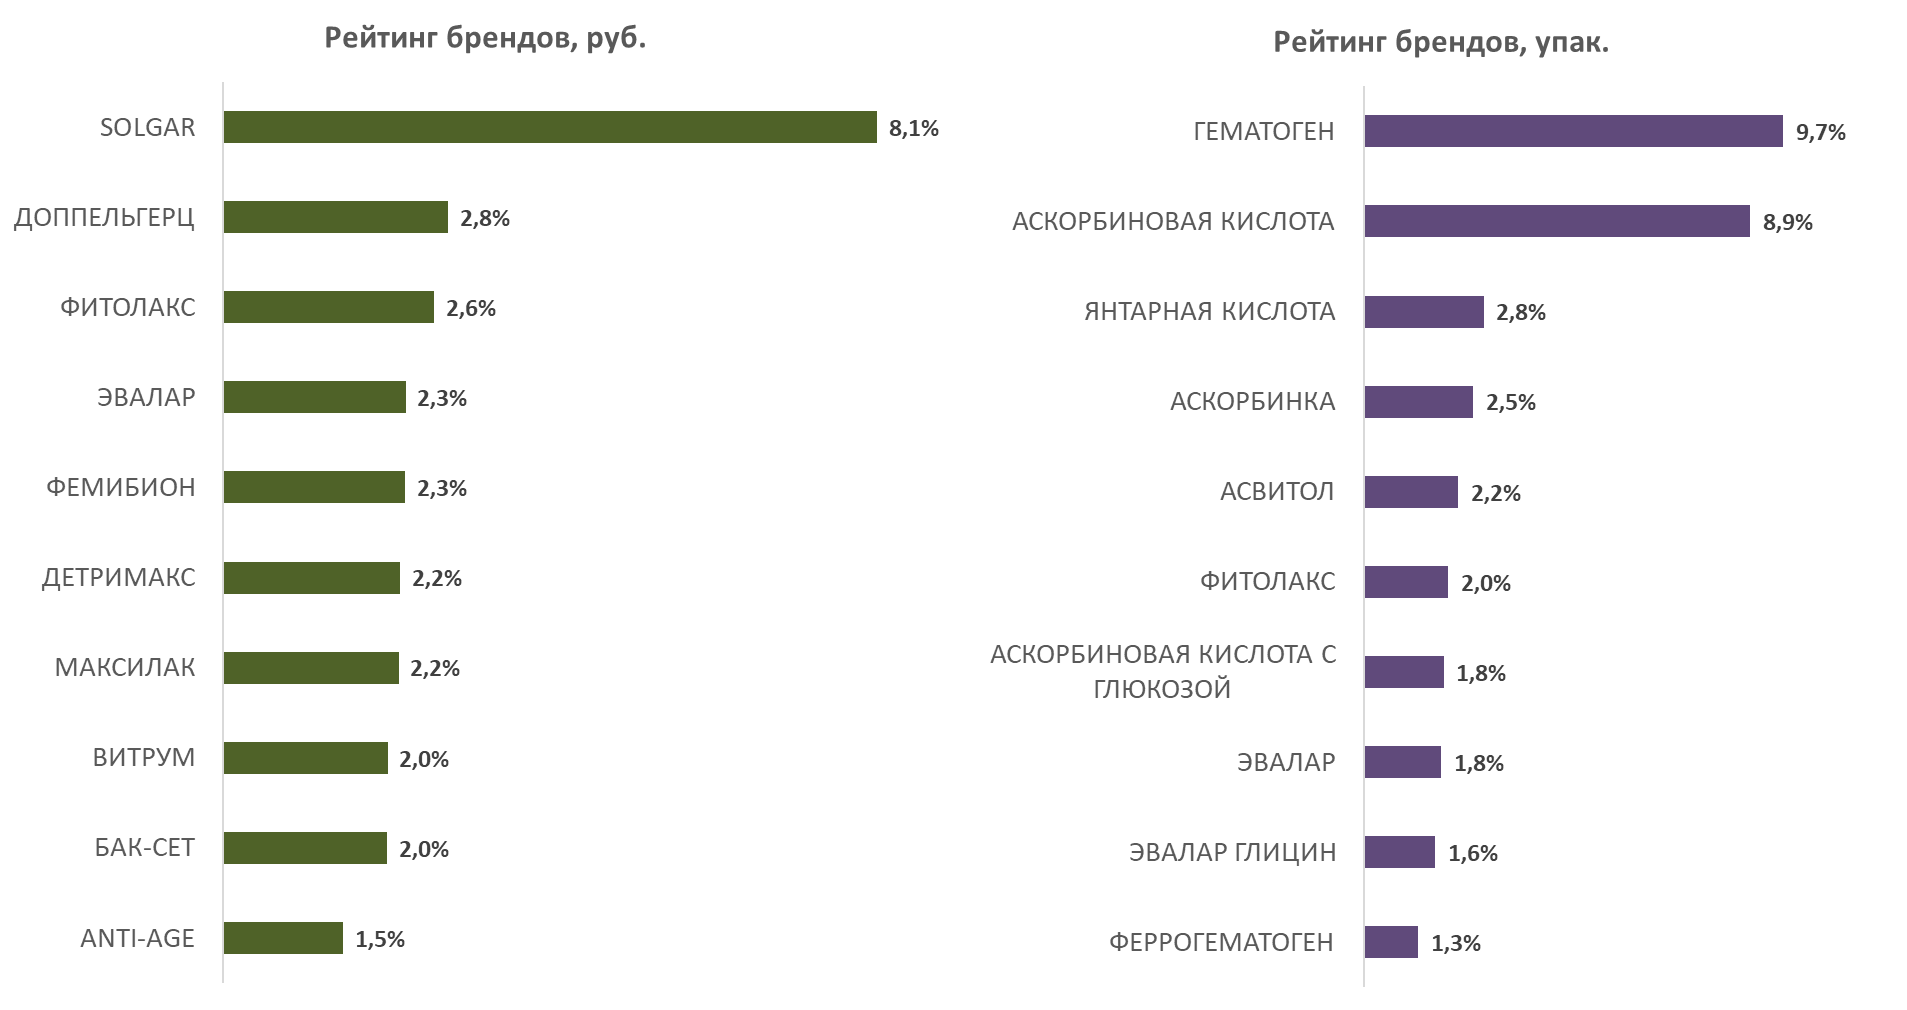 Рейтинг брендов, руб.
SOLGAR 8,1%
ДОППЕЛЬГЕРЦ 2,8%
ФИТОЛАКС 2,6%
ЭВАЛАР 2,3%
ФЕМИБИОН 2,3%
ДЕТРИМАКС 2,2%
МАКСИЛАК 2,2%
ВИТРУМ 2,0%
БАК-СЕТ 2,0%
ANTI-AGE 1,5%
Рейтинг брендов, упак.
ГЕМАТОГЕН 9,7%
АСКОРБИНОВАЯ КИСЛОТА 8,9%
ЯНТАРНАЯ КИСЛОТА 2,8%
АСКОРБИНКА 2,5%
АСВИТОЛ 2,2%
ФИТОЛАКС 2,0%
АСКОРБИНОВАЯ КИСЛОТА С
ГЛЮКОЗОЙ 1,8%
ЭВАЛАР 1,8%
ЭВАЛАР ГЛИЦИН 1,6%
ФЕРРОГЕМАТОГЕН 1,3%